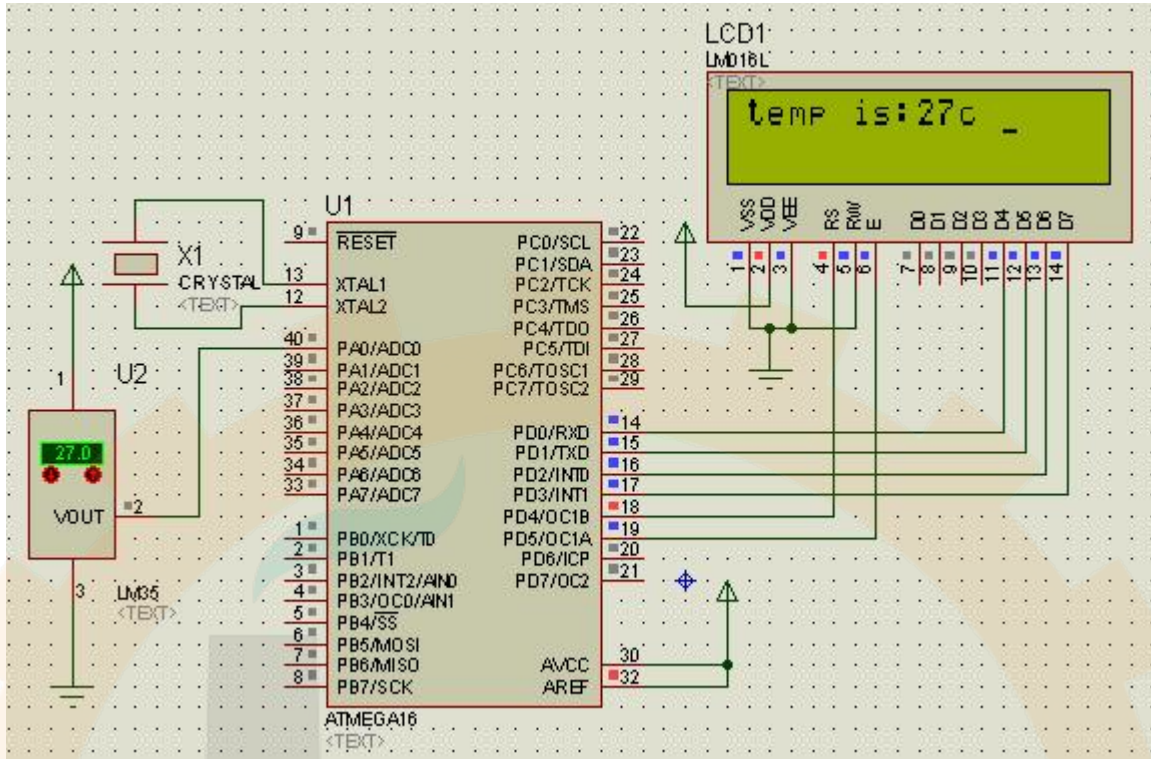 LCD1
LM016L
<TEXT>
temp is:27c _
VSS
VDD
VEE
RS
RW
E
D0
D1
D2
D3
D4
D5
D6
D7
1
2
3
4
5
6
7
8
9
10
11
12
13
14
X1
CRYSTAL
<TEXT>
U1
9
RESET
13
XTAL1
12
XTAL2
40
PA0/ADC0
39
PA1/ADC1
38
PA2/ADC2
37
PA3/ADC3
36
PA4/ADC4
35
PA5/ADC5
34
PA6/ADC6
33
PA7/ADC7
1
PB0/XCK/T0
2
PB1/T1
3
PB2/INT2/AIN0
4
PB3/OC0/AIN1
5
PB4/SS
6
PB5/MOSI
7
PB6/MISO
8
PB7/SCK
PC0/SCL
22
PC1/SDA
23
PC2/TCK
24
PC3/TMS
25
PC4/TDO
26
PC5/TDI
27
PC6/TOSC1
28
PC7/TOSC2
29
PD0/RXD
14
PD1/TXD
15
PD2/INT0
16
PD3/INT1
17
PD4/OC1B
18
PD5/OC1A
19
PD6/ICP
20
PD7/OC2
21
AVCC
30
AREF
32
ATMEGA16
<TEXT>
U2
1
27.0
VOUT
2
3
LM35
<TEXT>